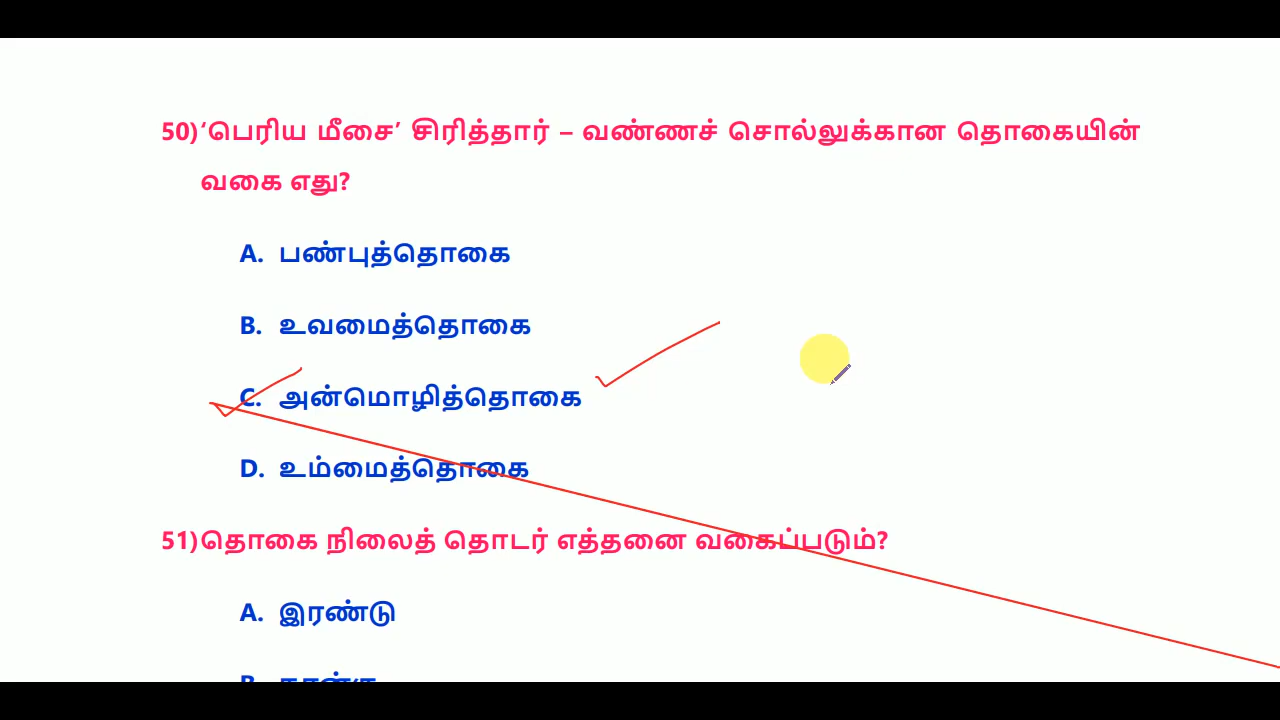 50)‘பெரிய மீசை’ சிரித்தார் – வண்ணச் சொல்லுக்கான தொகையின்
வகை எது?
A. பண்புத்தொகை
B. உவமைத்தொகை
C. அன்மொழித்தொகை
D. உம்மைத்தொகை
51)தொகை நிலைத் தொடர் எத்தனை வகைப்படும்?
A. இரண்டு
B. நான்கு